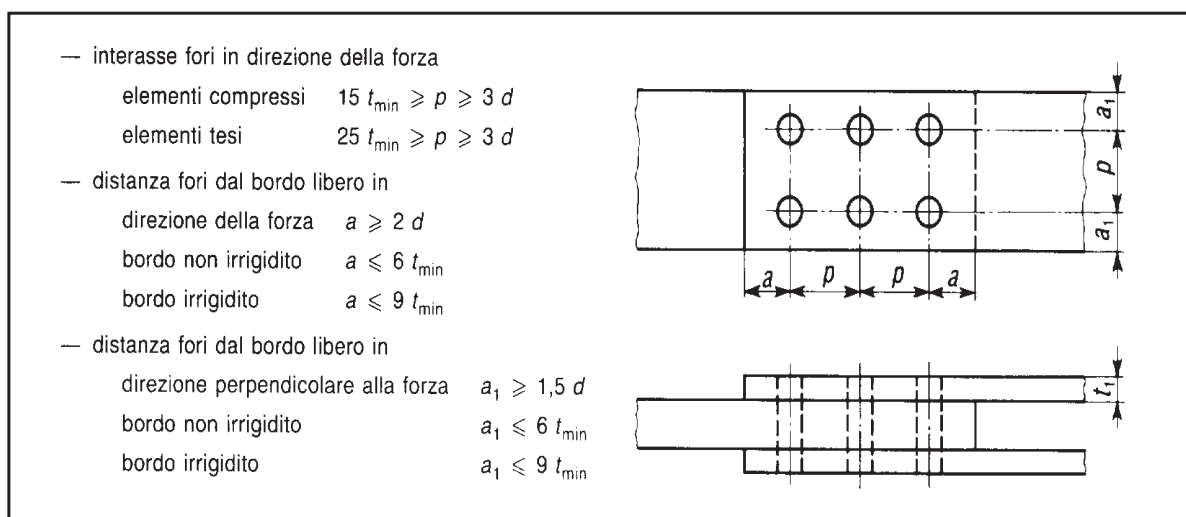 — interasse fori in direzione della forza
elementi compressi 15 t_min ⩾ p ⩾ 3 d
elementi tesi 25 t_min ⩾ p ⩾ 3 d
— distanza fori dal bordo libero in
direzione della forza a ⩾ 2 d
bordo non irrigidito a ⩽ 6 t_min
bordo irrigidito a ⩽ 9 t_min
— distanza fori dal bordo libero in
direzione perpendicolare alla forza a₁ ⩾ 1,5 d
bordo non irrigidito a₁ ⩽ 6 t_min
bordo irrigidito a₁ ⩽ 9 t_min
a₁
p
a₁
a p p a
t₁